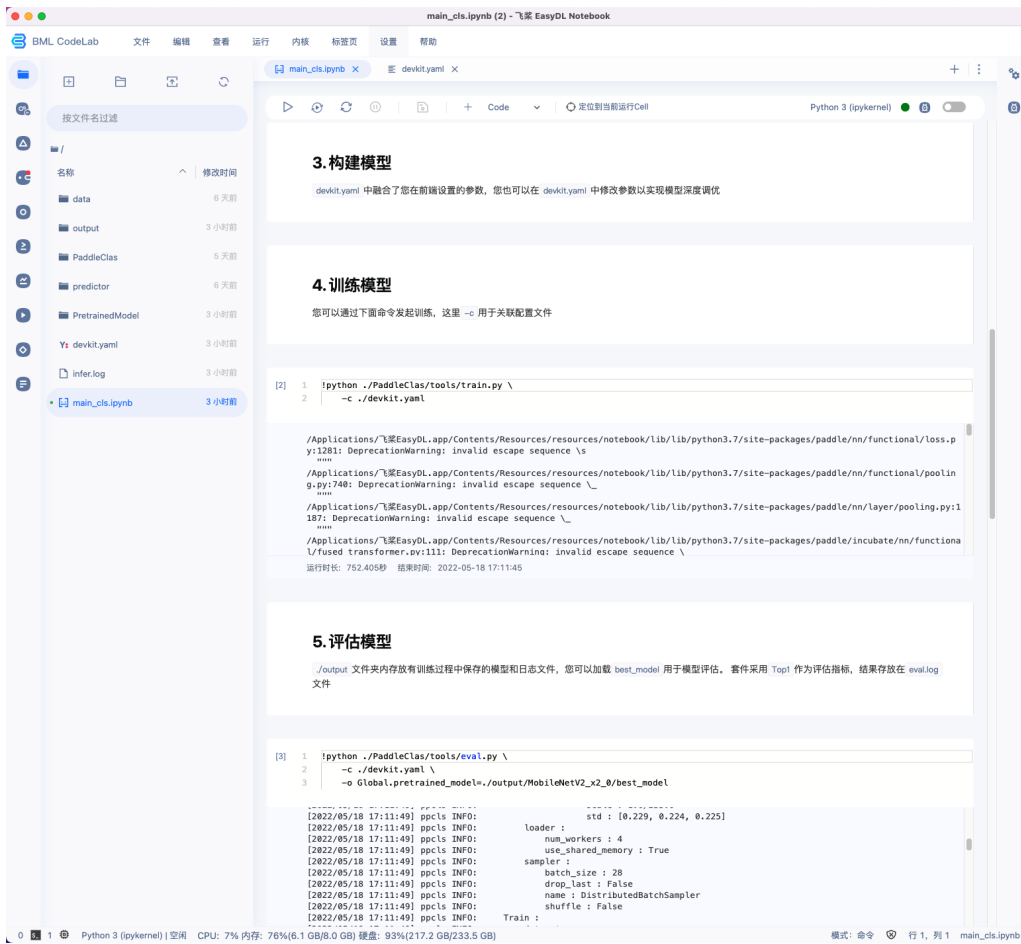 main_cls.ipynb (2) - 飞桨 EasyDL Notebook
BML CodeLab 文件 编辑 查看 运行 内核 标签页 设置 帮助
main_cls.ipynb devkit.yaml
Code 定位到当前运行Cell Python 3 (ipykernel)
按文件名过滤
/
名称 修改时间
data 6 天前
output 3 小时前
PaddleClas 5 天前
predictor 6 天前
PretrainedModel 3 小时前
devkit.yaml 3 小时前
infer.log 3 小时前
main_cls.ipynb 3 小时前
3.构建模型
devkit.yaml 中融合了您在前端设置的参数，您也可以在 devkit.yaml 中修改参数以实现模型深度调优
4.训练模型
您可以通过下面命令发起训练，这里 -c 用于关联配置文件
[2] 1 !python ./PaddleClas/tools/train.py \
2 -c ./devkit.yaml
/Applications/飞桨EasyDL.app/Contents/Resources/resources/notebook/lib/lib/python3.7/site-packages/paddle/nn/functional/loss.p
y:1281: DeprecationWarning: invalid escape sequence \s
"""
/Applications/飞桨EasyDL.app/Contents/Resources/resources/notebook/lib/lib/python3.7/site-packages/paddle/nn/functional/poolin
g.py:740: DeprecationWarning: invalid escape sequence \_
"""
/Applications/飞桨EasyDL.app/Contents/Resources/resources/notebook/lib/lib/python3.7/site-packages/paddle/nn/layer/pooling.py:1
187: DeprecationWarning: invalid escape sequence \_
"""
/Applications/飞桨EasyDL.app/Contents/Resources/resources/notebook/lib/lib/python3.7/site-packages/paddle/incubate/nn/functiona
l/fused_transformer.py:111: DeprecationWarning: invalid escape sequence \
运行时长: 752.405秒 结束时间: 2022-05-18 17:11:45
5.评估模型
./output 文件夹内存放有训练过程中保存的模型和日志文件，您可以加载 best_model 用于模型评估。 套件采用 Top1 作为评估指标，结果存放在 eval.log
文件
[3] 1 !python ./PaddleClas/tools/eval.py \
2 -c ./devkit.yaml \
3 -o Global.pretrained_model=./output/MobileNetV2_x2_0/best_model
[2022/05/18 17:11:49] ppcls INFO: std : [0.229, 0.224, 0.225]
[2022/05/18 17:11:49] ppcls INFO: loader :
[2022/05/18 17:11:49] ppcls INFO: num_workers : 4
[2022/05/18 17:11:49] ppcls INFO: use_shared_memory : True
[2022/05/18 17:11:49] ppcls INFO: sampler :
[2022/05/18 17:11:49] ppcls INFO: batch_size : 28
[2022/05/18 17:11:49] ppcls INFO: drop_last : False
[2022/05/18 17:11:49] ppcls INFO: name : DistributedBatchSampler
[2022/05/18 17:11:49] ppcls INFO: shuffle : False
[2022/05/18 17:11:49] ppcls INFO: Train :
0 1 Python 3 (ipykernel) | 空闲 CPU: 7% 内存: 76%(6.1 GB/8.0 GB) 硬盘: 93%(217.2 GB/233.5 GB) 模式: 命令 行 1, 列 1 main_cls.ipynb